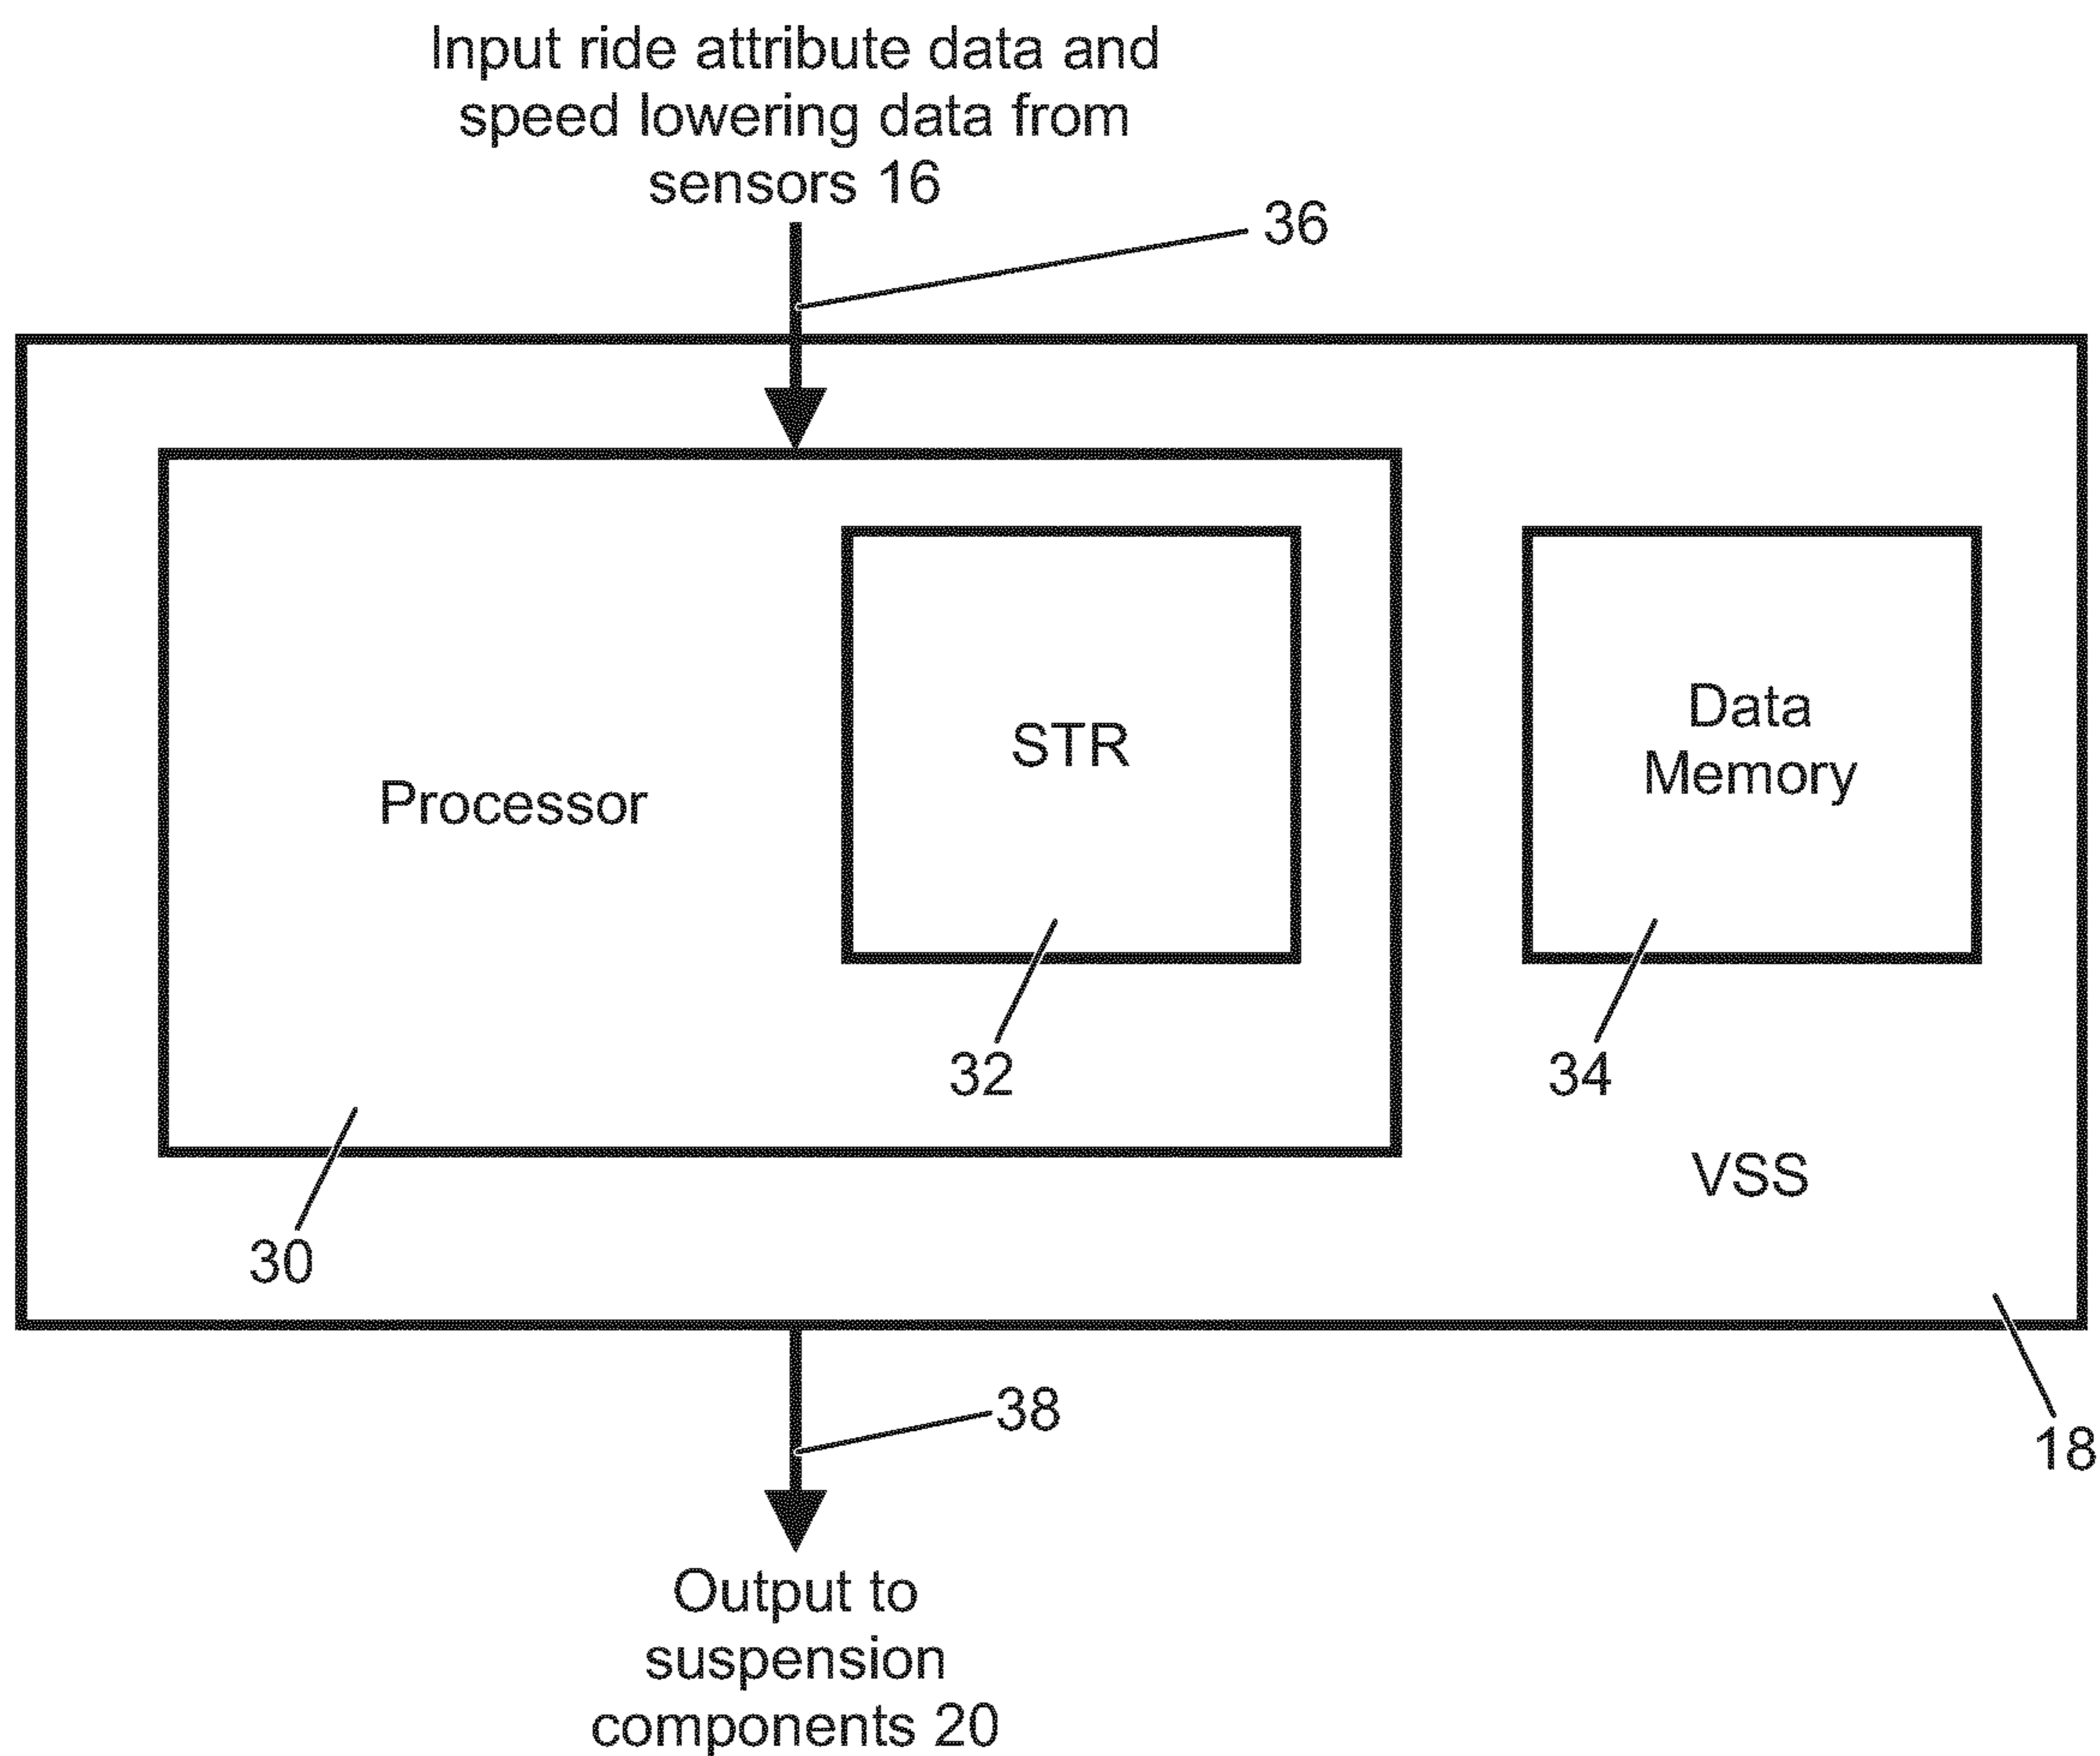 Input ride attribute data and
speed lowering data from
sensors 16
36
Processor
STR
Data
Memory
32
34
VSS
30
38
18
Output to
suspension
components 20